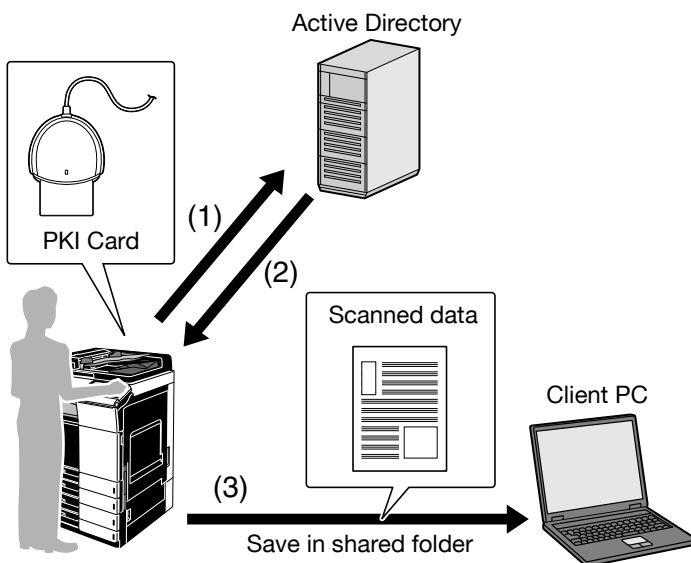 Active Directory
PKI Card
(1)
(2)
Scanned data
Client PC
(3)
Save in shared folder